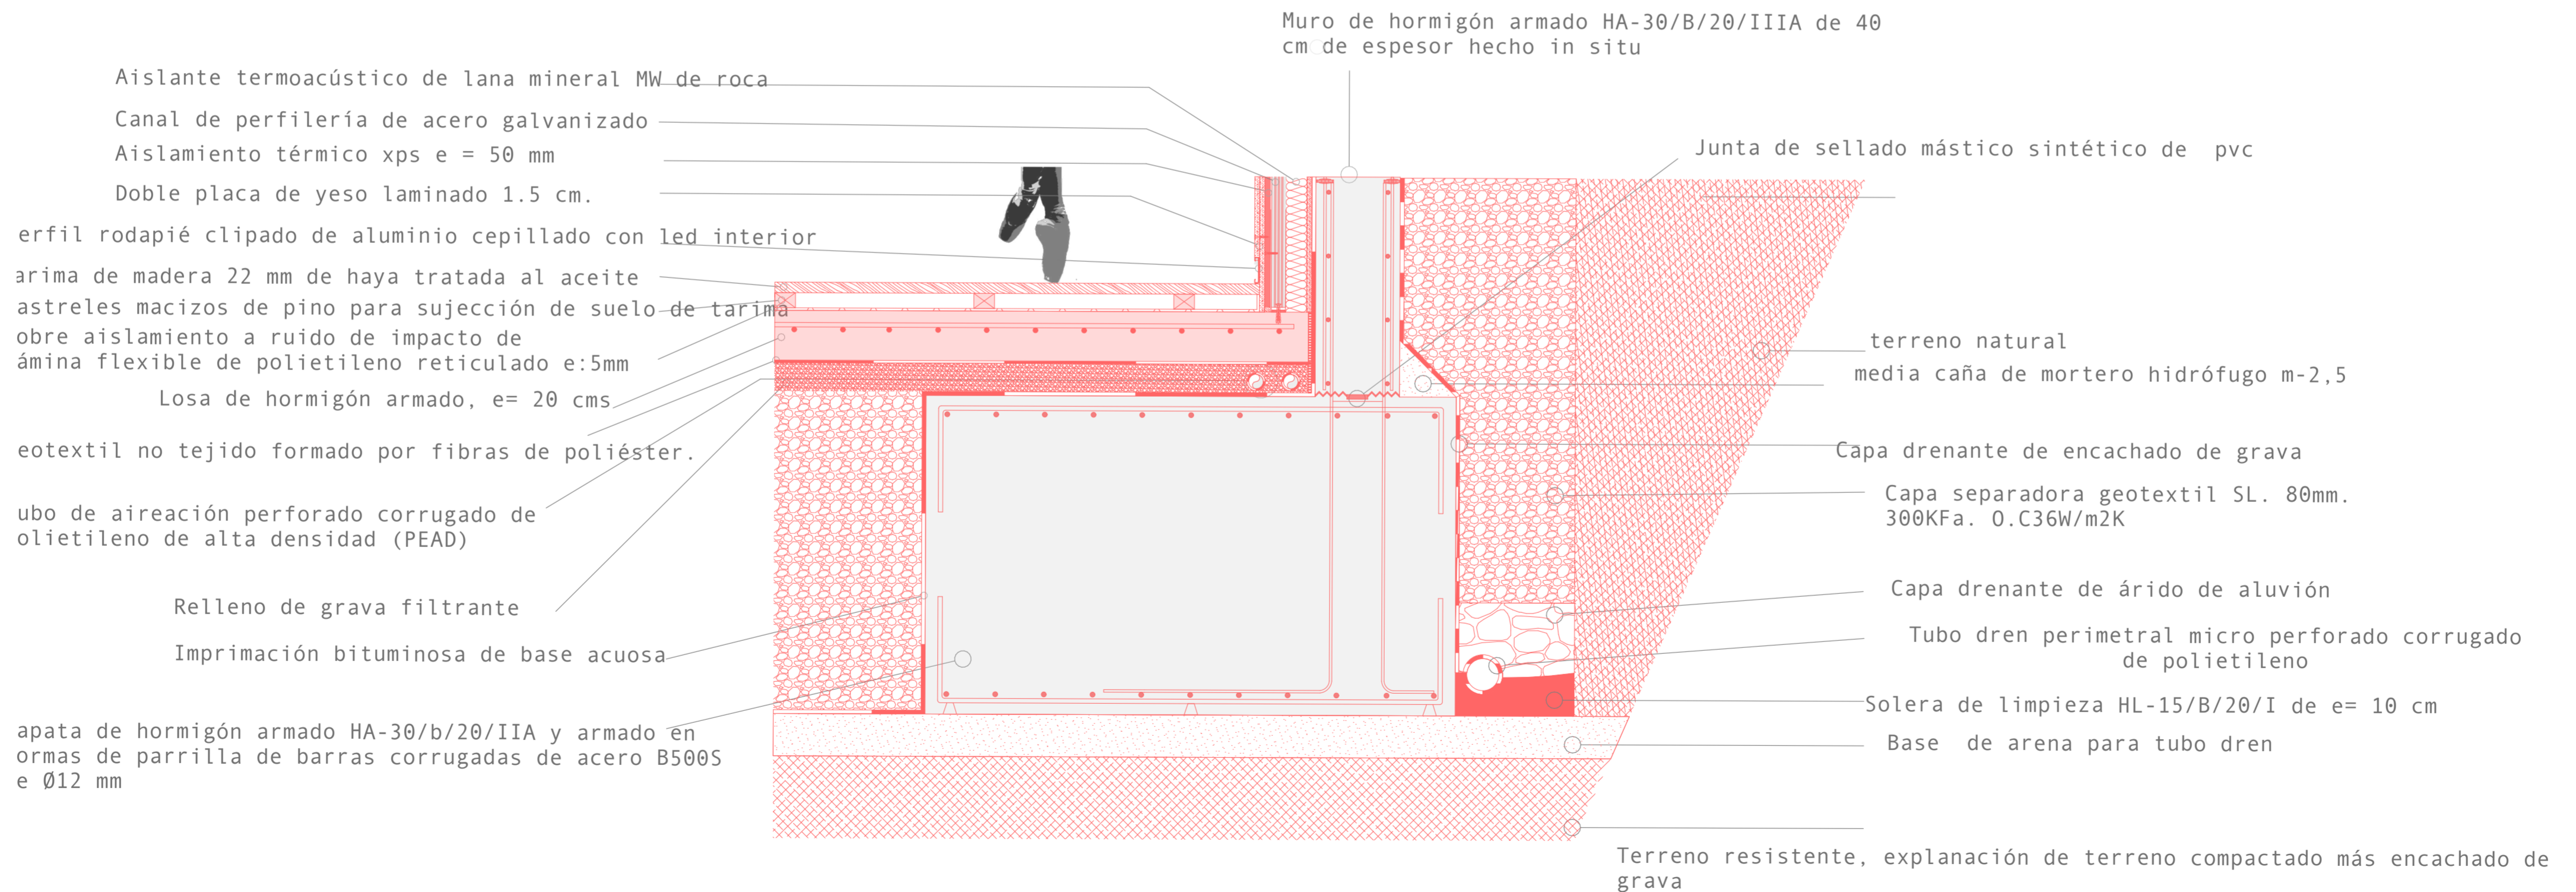 Muro de hormigón armado HA-30/B/20/IIIA de 40
cm de espesor hecho in situ
Aislante termoacústico de lana mineral MW de roca
Canal de perfilería de acero galvanizado
Aislamiento térmico xps e = 50 mm
Doble placa de yeso laminado 1.5 cm.
erfil rodapié clipado de aluminio cepillado con led interior
arima de madera 22 mm de haya tratada al aceite
astreles macizos de pino para sujección de suelo de tarima
obre aislamiento a ruido de impacto de
ámina flexible de polietileno reticulado e:5mm
Losa de hormigón armado, e= 20 cms
eotextil no tejido formado por fibras de poliéster.
ubo de aireación perforado corrugado de
olietileno de alta densidad (PEAD)
Relleno de grava filtrante
Imprimación bituminosa de base acuosa
apata de hormigón armado HA-30/b/20/IIA y armado en
ormas de parrilla de barras corrugadas de acero B500S
e Ø12 mm
Junta de sellado mástico sintético de pvc
terreno natural
media caña de mortero hidrófugo m-2,5
Capa drenante de encachado de grava
Capa separadora geotextil SL. 80mm.
300KFa. O.C36W/m2K
Capa drenante de árido de aluvión
Tubo dren perimetral micro perforado corrugado
de polietileno
Solera de limpieza HL-15/B/20/I de e= 10 cm
Base de arena para tubo dren
Terreno resistente, explanación de terreno compactado más encachado de
grava